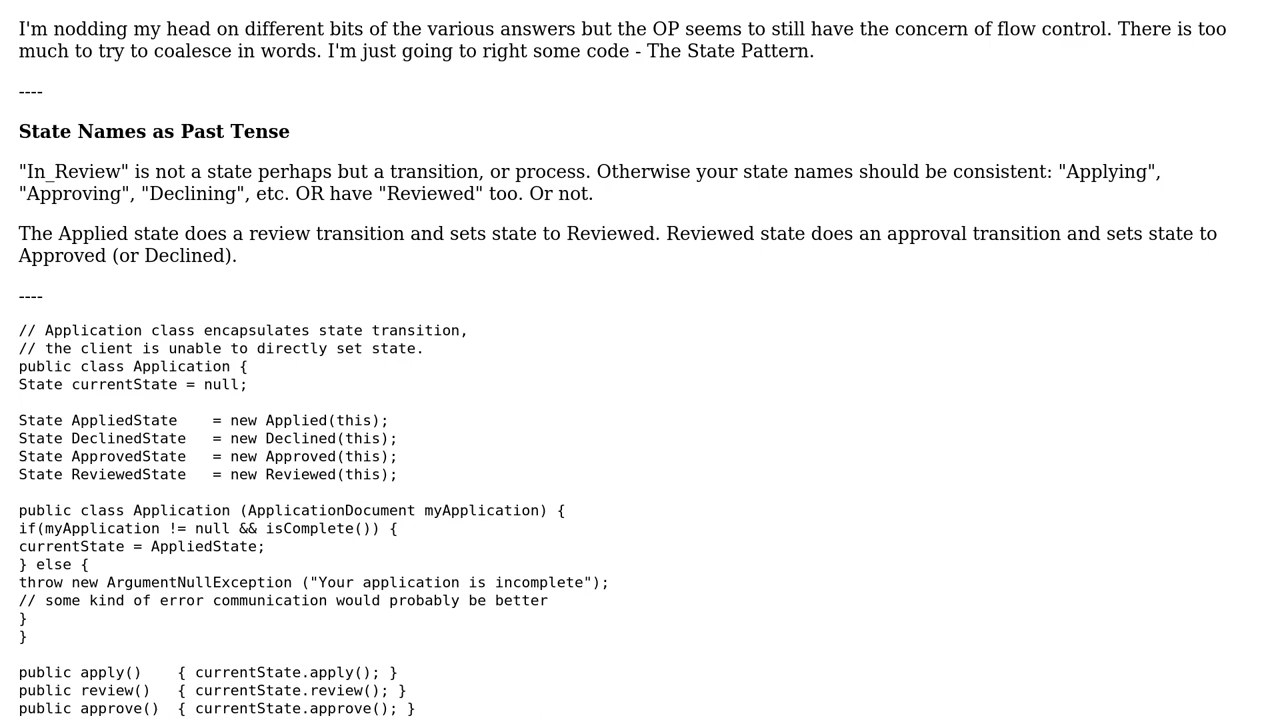 I'm nodding my head on different bits of the various answers but the OP seems to still have the concern of flow control. There is too
much to try to coalesce in words. I'm just going to right some code - The State Pattern.
----
State Names as Past Tense
"In_Review" is not a state perhaps but a transition, or process. Otherwise your state names should be consistent: "Applying",
"Approving", "Declining", etc. OR have "Reviewed" too. Or not.
The Applied state does a review transition and sets state to Reviewed. Reviewed state does an approval transition and sets state to
Approved (or Declined).
----
// Application class encapsulates state transition,
// the client is unable to directly set state.
public class Application {
State currentState = null;
State AppliedState    = new Applied(this);
State DeclinedState   = new Declined(this);
State ApprovedState   = new Approved(this);
State ReviewedState   = new Reviewed(this);
public class Application (ApplicationDocument myApplication) {
if(myApplication != null && isComplete()) {
currentState = AppliedState;
} else {
throw new ArgumentNullException ("Your application is incomplete");
// some kind of error communication would probably be better
}
}
public apply()    { currentState.apply(); }
public review()   { currentState.review(); }
public approve()  { currentState.approve(); }